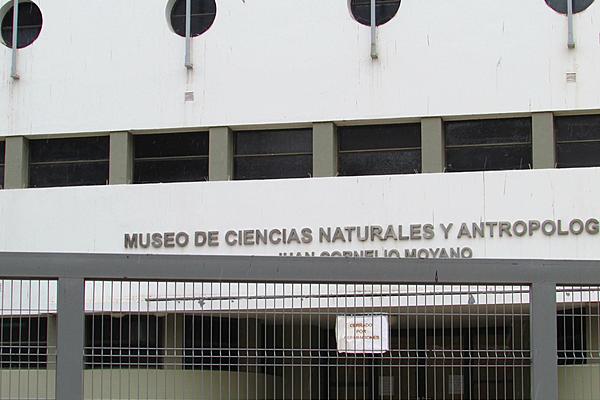 MUSEO DE CIENCIAS NATURALES Y ANTROPOLOG
JUAN CORNELIO MOYANO
CERRADO
POR